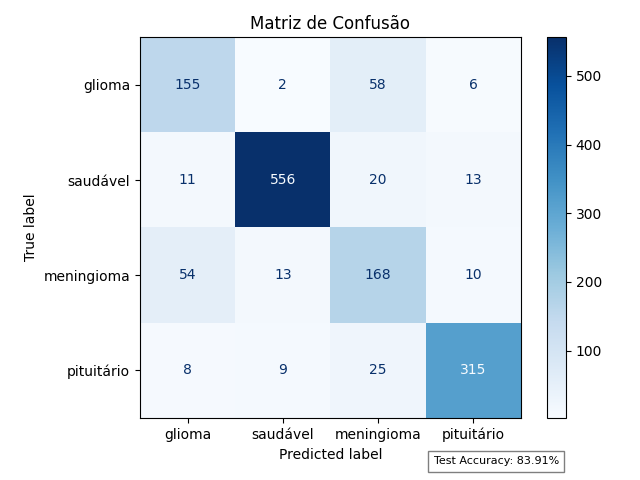 Matriz de Confusão
True label
glioma 155 2 58 6
saudável 11 556 20 13
meningioma 54 13 168 10
pituitário 8 9 25 315
glioma saudável meningioma pituitário
Predicted label
500
400
300
200
100
Test Accuracy: 83.91%